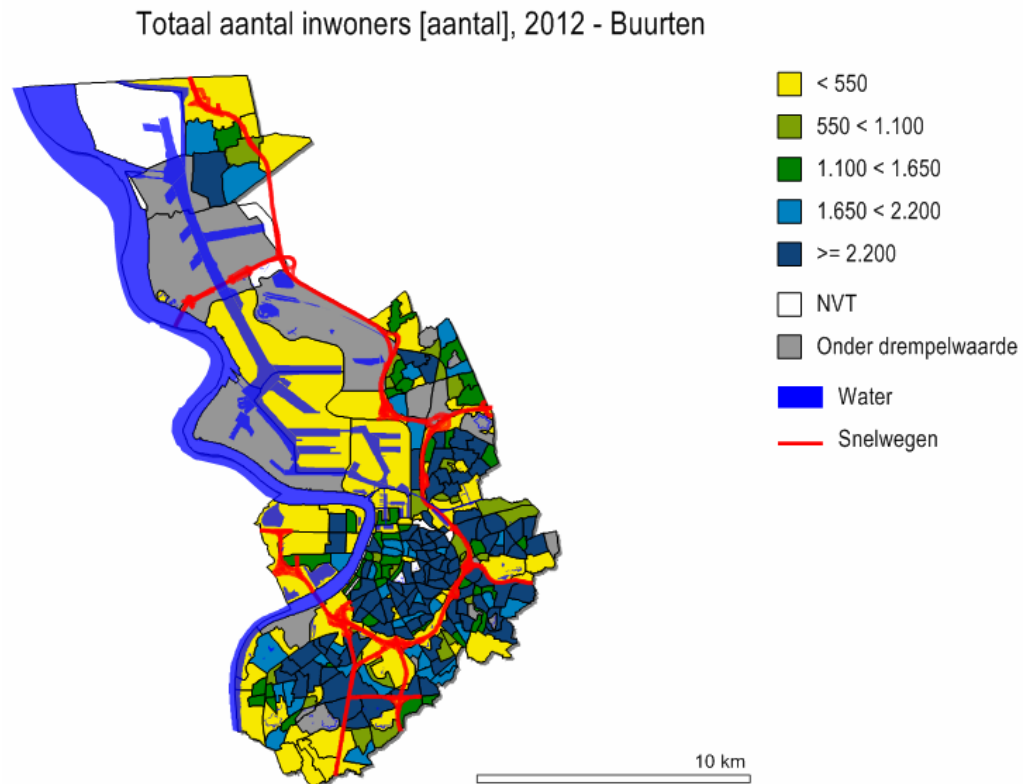 Totaal aantal inwoners [aantal], 2012 - Buurten
< 550
550 < 1.100
1.100 < 1.650
1.650 < 2.200
>= 2.200
NVT
Onder drempelwaarde
Water
Snelwegen
10 km